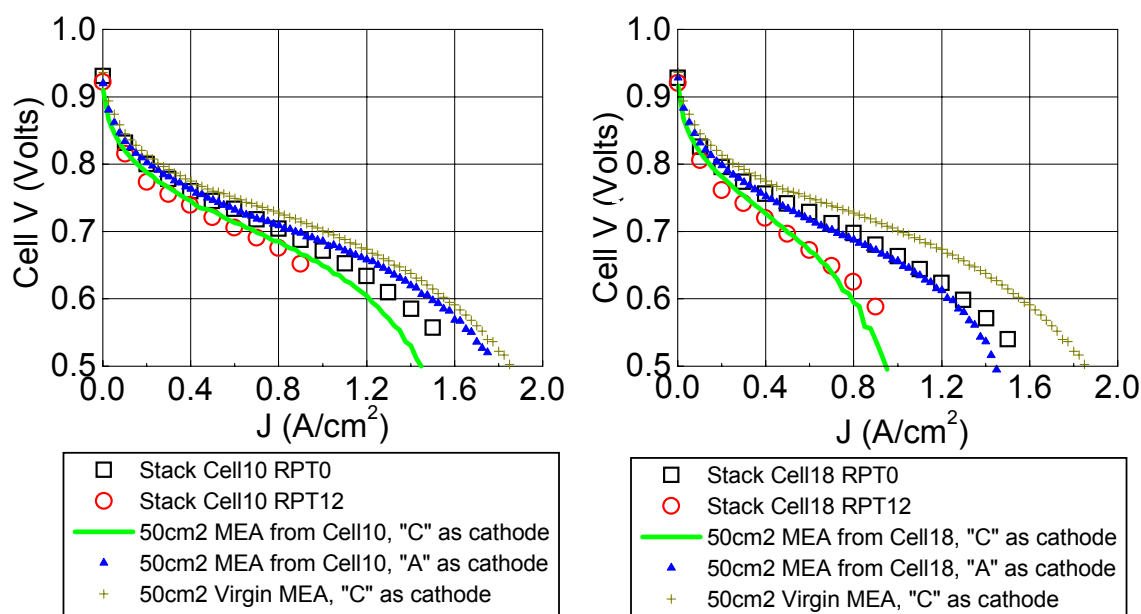 1.0
0.9
0.8
0.7
0.6
0.5
Cell V (Volts)
0.0 0.4 0.8 1.2 1.6 2.0
J (A/cm2)
Stack Cell10 RPT0
Stack Cell10 RPT12
50cm2 MEA from Cell10, "C" as cathode
50cm2 MEA from Cell10, "A" as cathode
50cm2 Virgin MEA, "C" as cathode
1.0
0.9
0.8
0.7
0.6
0.5
Cell V (Volts)
0.0 0.4 0.8 1.2 1.6 2.0
J (A/cm2)
Stack Cell18 RPT0
Stack Cell18 RPT12
50cm2 MEA from Cell18, "C" as cathode
50cm2 MEA from Cell18, "A" as cathode
50cm2 Virgin MEA, "C" as cathode